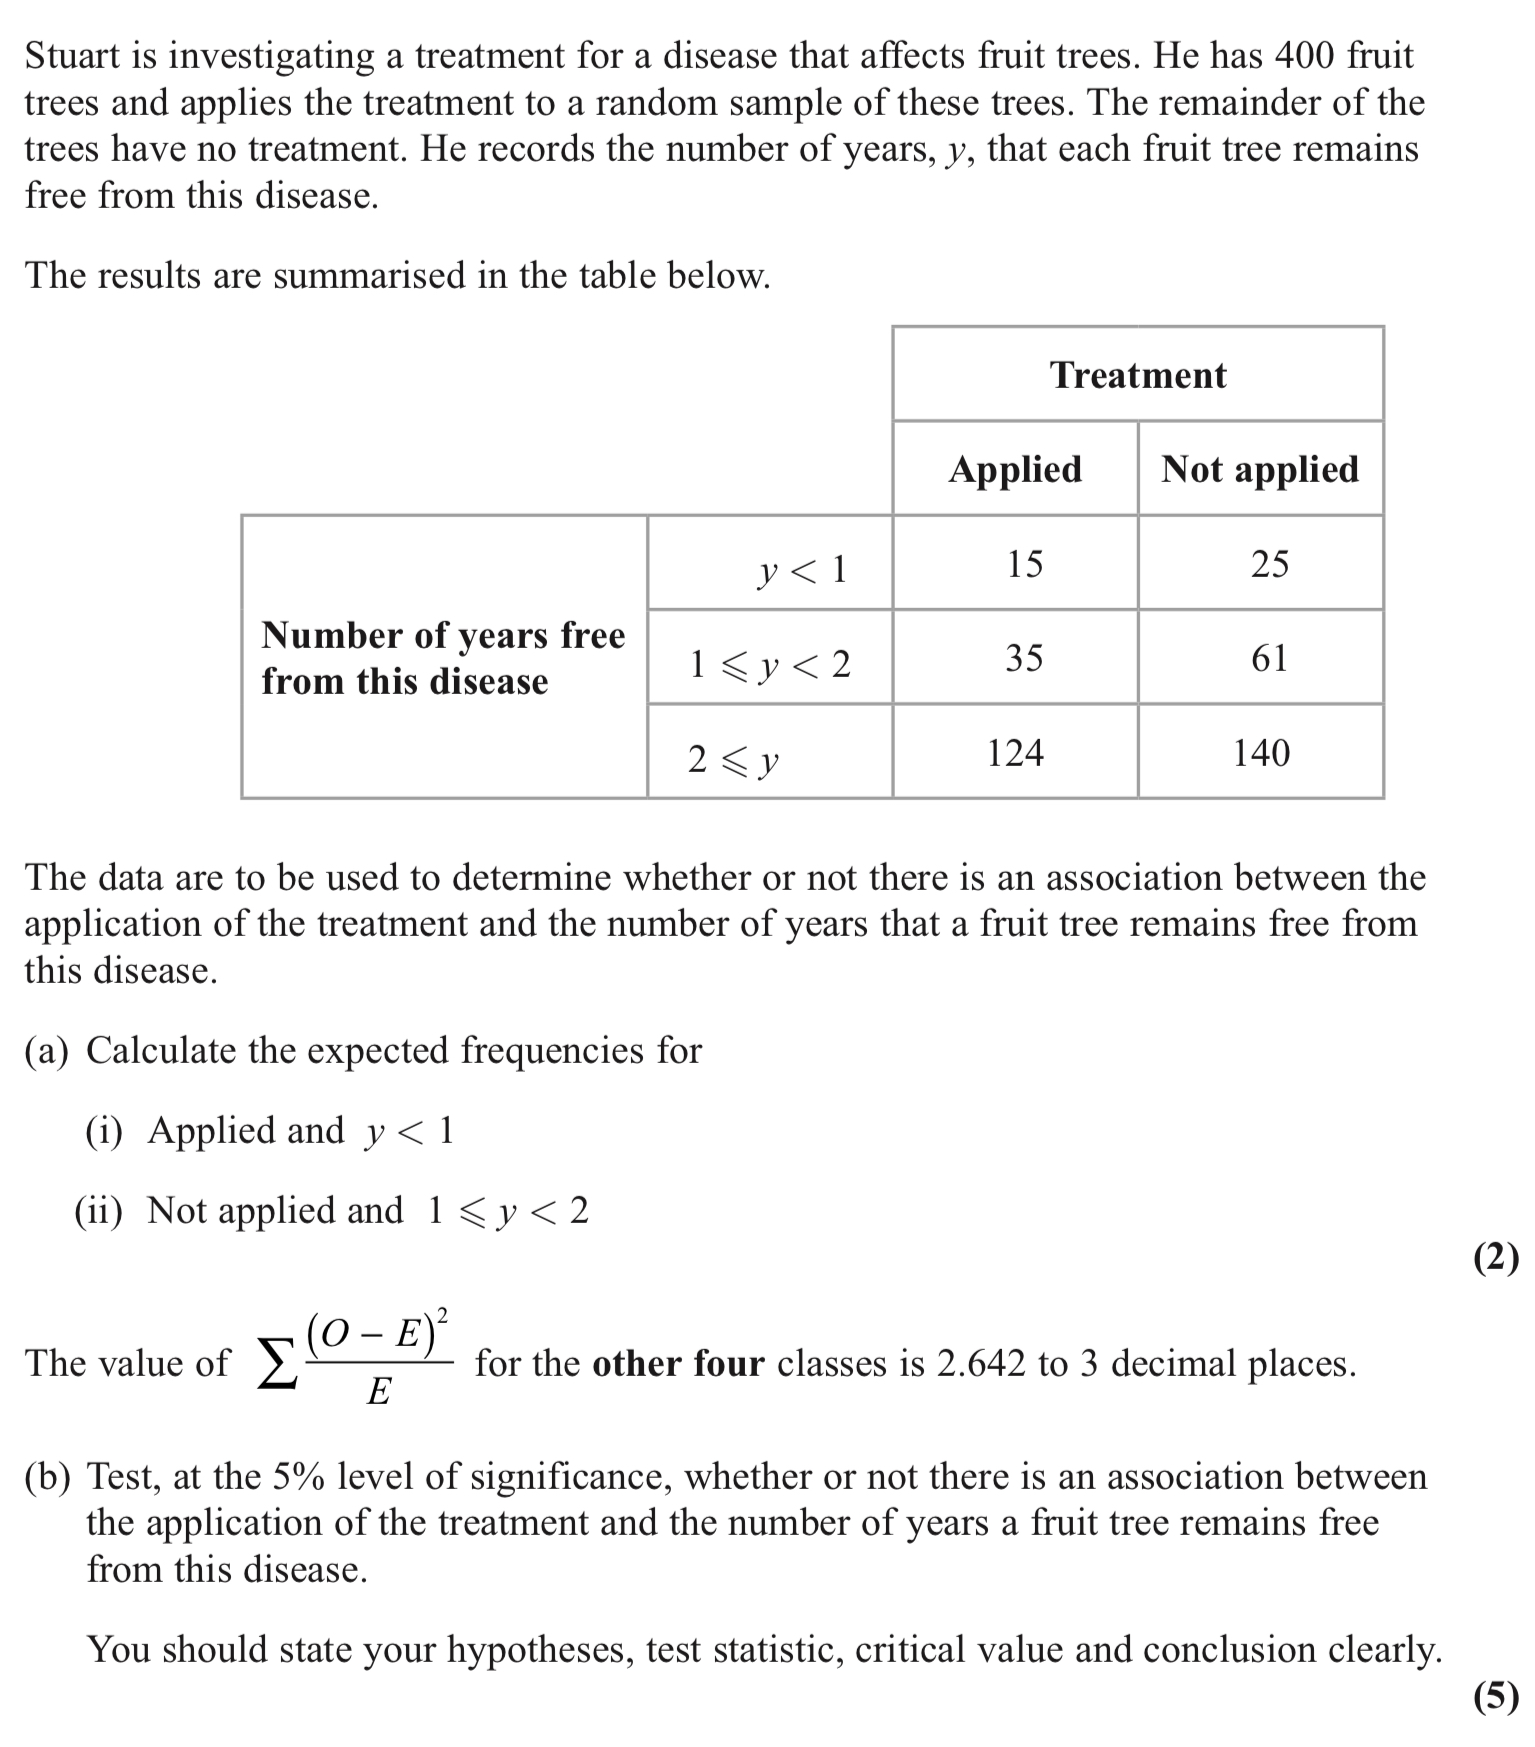 Stuart is investigating a treatment for a disease that affects fruit trees. He has 400 fruit
trees and applies the treatment to a random sample of these trees. The remainder of the
trees have no treatment. He records the number of years, y, that each fruit tree remains
free from this disease.
The results are summarised in the table below.
Treatment
Applied Not applied
Number of years free
from this disease
y < 1 15 25
1 ⩽ y < 2 35 61
2 ⩽ y 124 140
The data are to be used to determine whether or not there is an association between the
application of the treatment and the number of years that a fruit tree remains free from
this disease.
(a) Calculate the expected frequencies for
(i) Applied and y < 1
(ii) Not applied and 1 ⩽ y < 2
(2)
The value of ∑ (O – E)² / E for the other four classes is 2.642 to 3 decimal places.
(b) Test, at the 5% level of significance, whether or not there is an association between
the application of the treatment and the number of years a fruit tree remains free
from this disease.
You should state your hypotheses, test statistic, critical value and conclusion clearly.
(5)